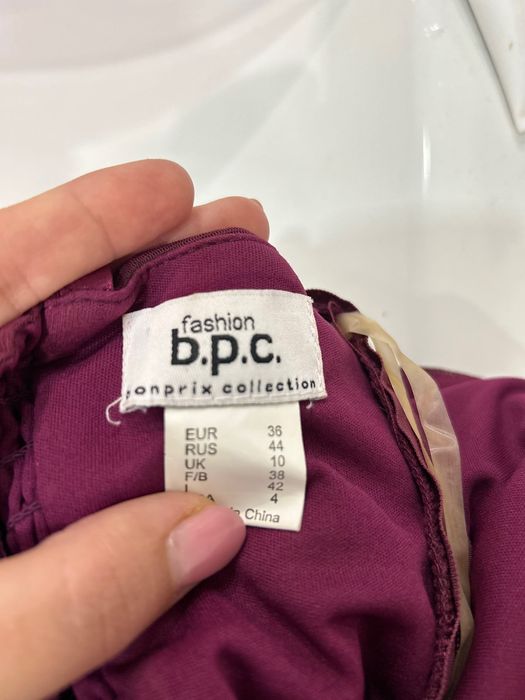 fashion
b.p.c.
onprix collection
EUR 36
RUS 44
UK 10
F/B 38
I 42
A 4
China